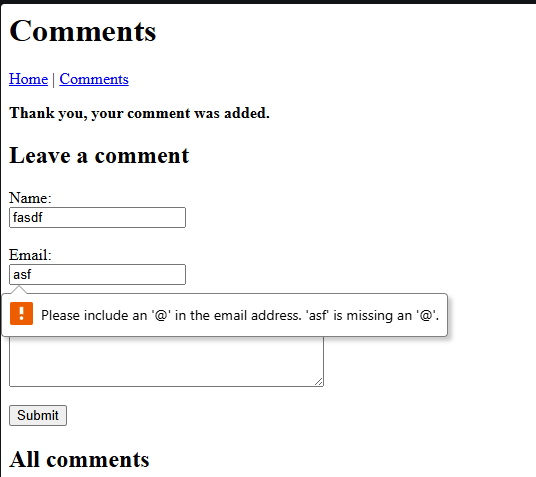 Comments
Home | Comments
Thank you, your comment was added.
Leave a comment
Name:
fasdf
Email:
asf
! Please include an '@' in the email address. 'asf' is missing an '@'.
Submit
All comments